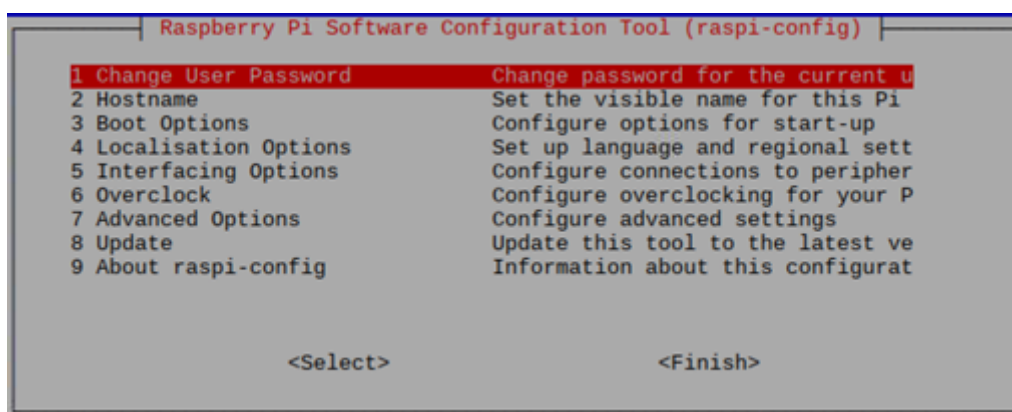 Raspberry Pi Software Configuration Tool (raspi-config)
1 Change User Password Change password for the current u
2 Hostname Set the visible name for this Pi
3 Boot Options Configure options for start-up
4 Localisation Options Set up language and regional sett
5 Interfacing Options Configure connections to peripher
6 Overclock Configure overclocking for your P
7 Advanced Options Configure advanced settings
8 Update Update this tool to the latest ve
9 About raspi-config Information about this configurat
<Select> <Finish>